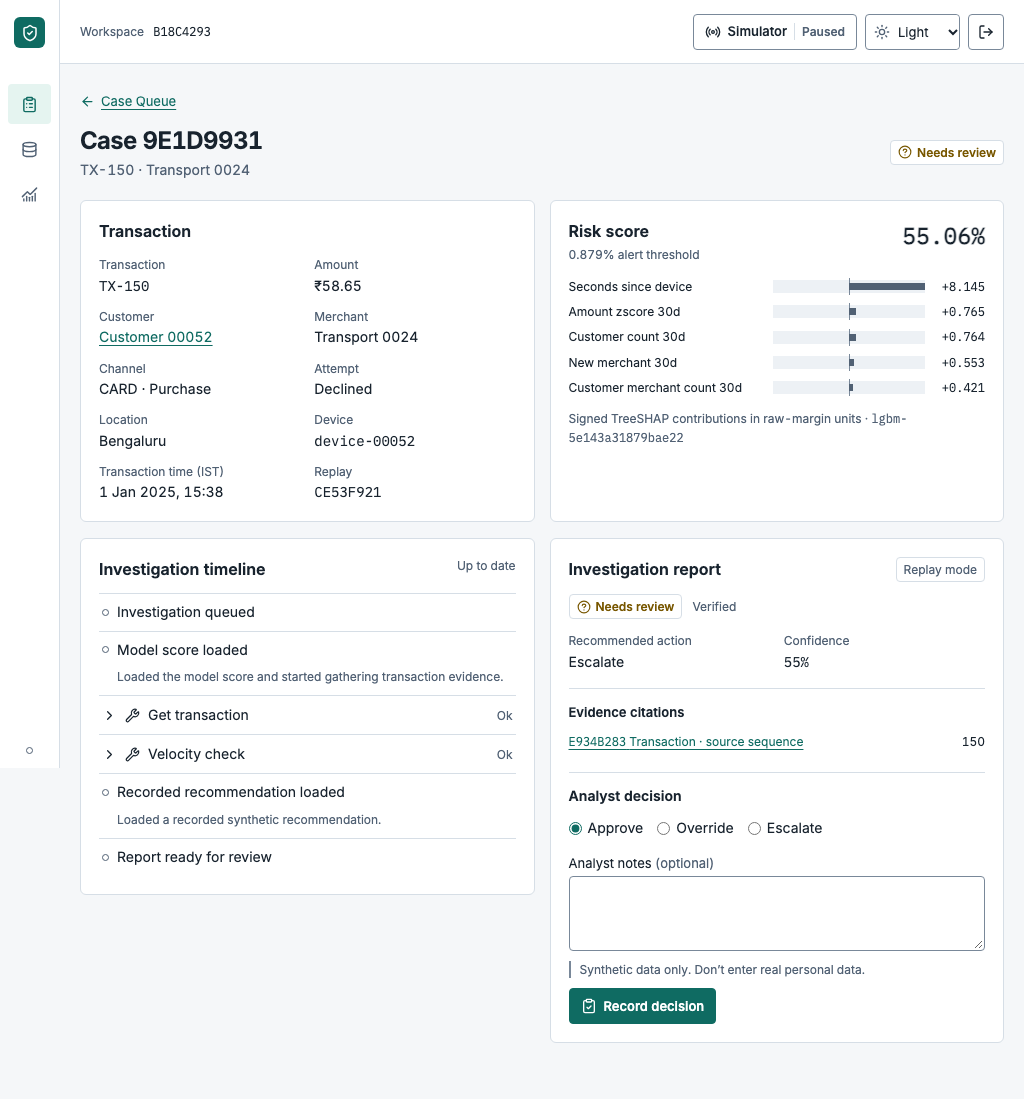 Workspace B18C4293
Simulator Paused
Light
Case Queue
Case 9E1D9931
TX-150 · Transport 0024
Needs review
Transaction
Transaction Amount
TX-150 ₹58.65
Customer Merchant
Customer 00052 Transport 0024
Channel Attempt
CARD · Purchase Declined
Location Device
Bengaluru device-00052
Transaction time (IST) Replay
1 Jan 2025, 15:38 CE53F921
Risk score 55.06%
0.879% alert threshold
Seconds since device +8.145
Amount zscore 30d +0.765
Customer count 30d +0.764
New merchant 30d +0.553
Customer merchant count 30d +0.421
Signed TreeSHAP contributions in raw-margin units · lgbm-
5e143a31879bae22
Investigation timeline Up to date
Investigation queued
Model score loaded
Loaded the model score and started gathering transaction evidence.
Get transaction Ok
Velocity check Ok
Recorded recommendation loaded
Loaded a recorded synthetic recommendation.
Report ready for review
Investigation report Replay mode
Needs review Verified
Recommended action Confidence
Escalate 55%
Evidence citations
E934B283 Transaction · source sequence 150
Analyst decision
Approve Override Escalate
Analyst notes (optional)
Synthetic data only. Don’t enter real personal data.
Record decision